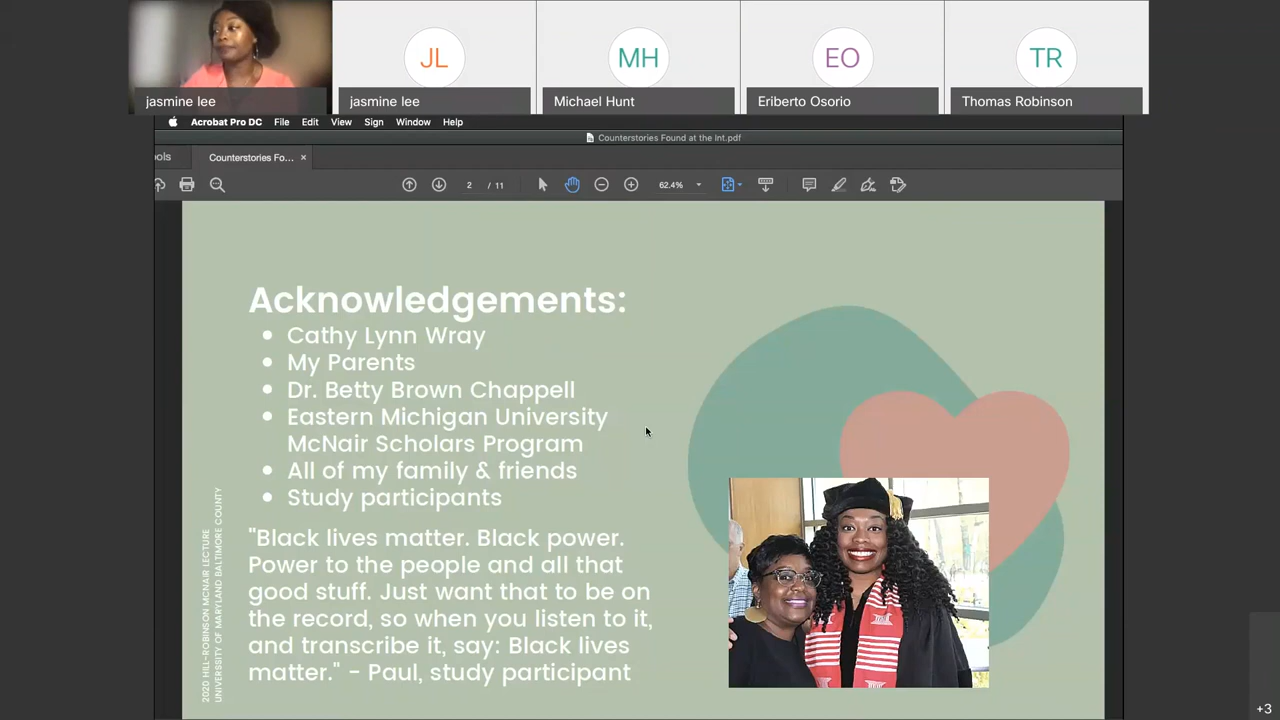 JL
MH
EO
TR
jasmine lee
jasmine lee
Michael Hunt
Eriberto Osorio
Thomas Robinson
Acrobat Pro DC File Edit View Sign Window Help
Counterstories Found at the Int.pdf
ols
Counterstories Fo... ×
2 / 11
62.4%
Acknowledgements:
• Cathy Lynn Wray
• My Parents
• Dr. Betty Brown Chappell
• Eastern Michigan University
McNair Scholars Program
• All of my family & friends
• Study participants
"Black lives matter. Black power.
Power to the people and all that
good stuff. Just want that to be on
the record, so when you listen to it,
and transcribe it, say: Black lives
matter." - Paul, study participant
2020 HILL-ROBINSON MCNAIR LECTURE
UNIVERSSITY OF MARYLAND BALTIMORE COUNTY
+3